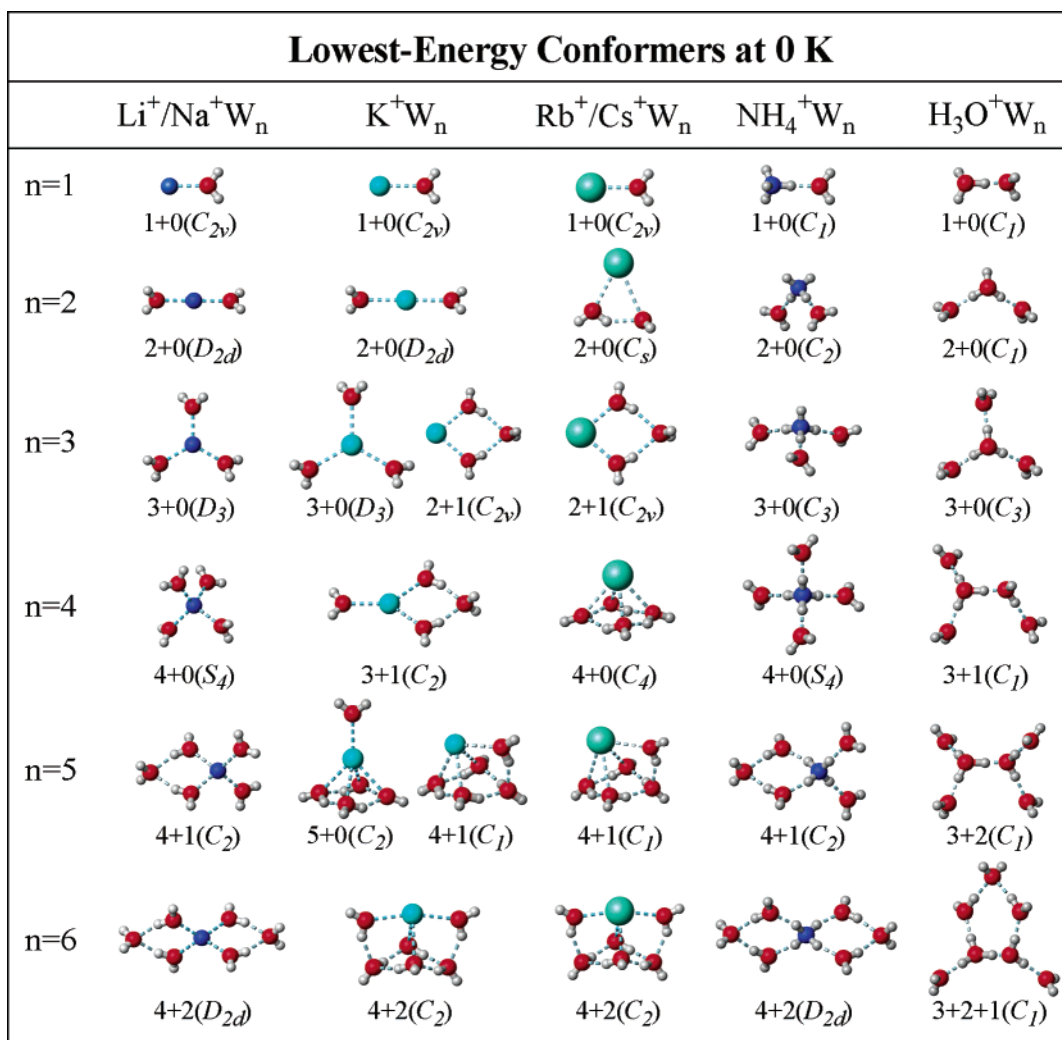 Lowest-Energy Conformers at 0 K
Li⁺/Na⁺Wₙ K⁺Wₙ Rb⁺/Cs⁺Wₙ NH₄⁺Wₙ H₃O⁺Wₙ
n=1
1+0(C₂ᵥ) 1+0(C₂ᵥ) 1+0(C₂ᵥ) 1+0(C₁) 1+0(C₁)
n=2
2+0(D₂d) 2+0(D₂d) 2+0(Cₛ) 2+0(C₂) 2+0(C₁)
n=3
3+0(D₃) 3+0(D₃) 2+1(C₂ᵥ) 2+1(C₂ᵥ) 3+0(C₃) 3+0(C₃)
n=4
4+0(S₄) 3+1(C₂) 4+0(C₄) 4+0(S₄) 3+1(C₁)
n=5
4+1(C₂) 5+0(C₂) 4+1(C₁) 4+1(C₁) 4+1(C₂) 3+2(C₁)
n=6
4+2(D₂d) 4+2(C₂) 4+2(C₂) 4+2(D₂d) 3+2+1(C₁)